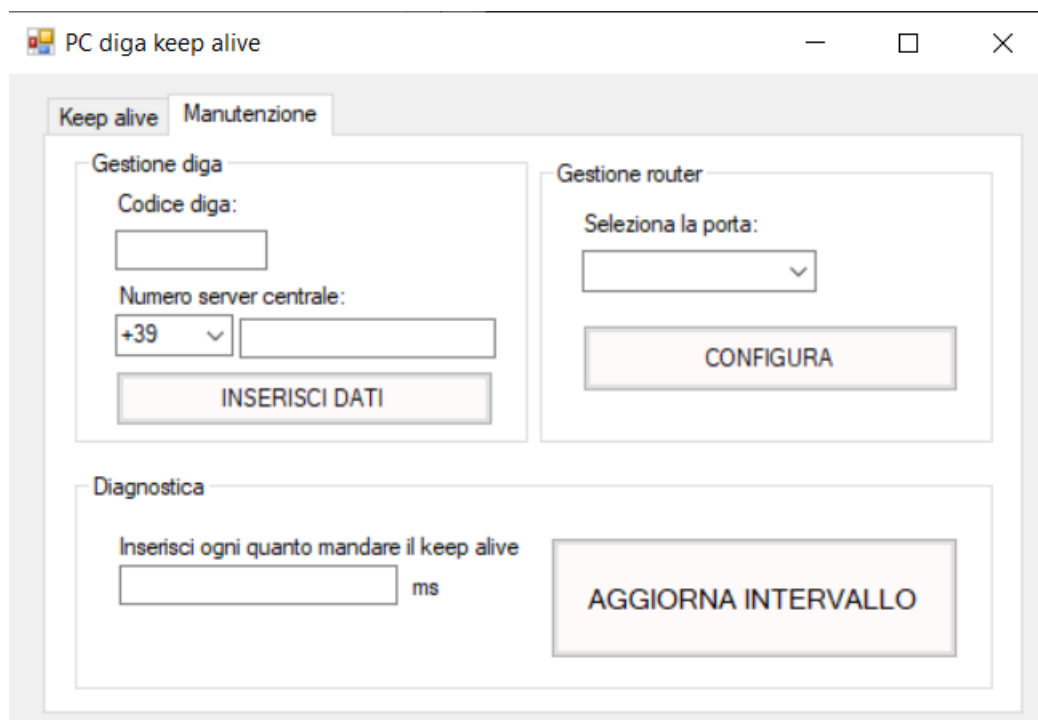 PC diga keep alive
Keep alive
Manutenzione
Gestione diga
Codice diga:
Numero server centrale:
+39
INSERISCI DATI
Gestione router
Seleziona la porta:
CONFIGURA
Diagnostica
Inserisci ogni quanto mandare il keep alive
ms
AGGIORNA INTERVALLO